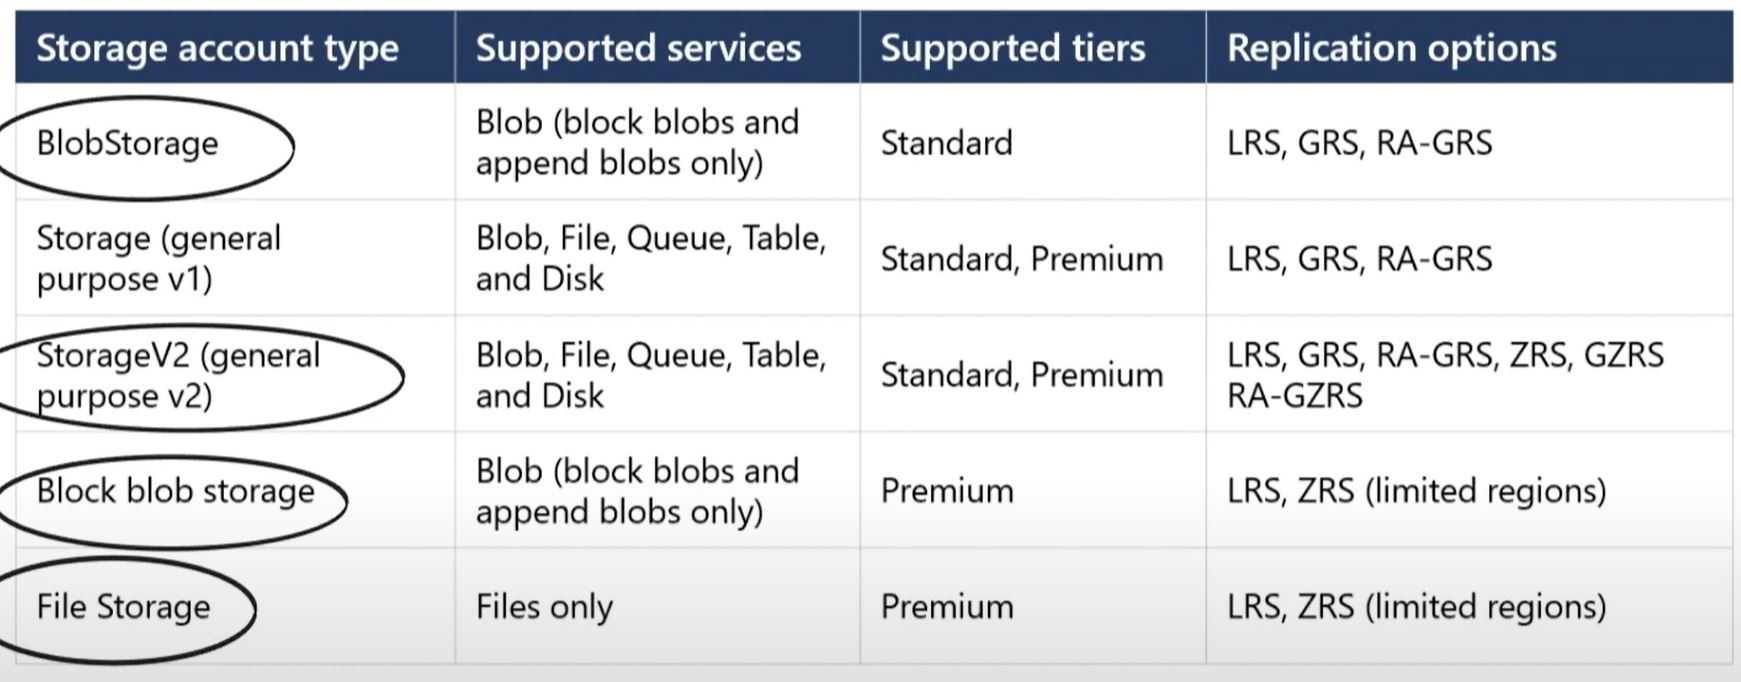 Storage account type
Supported services
Supported tiers
Replication options
BlobStorage
Blob (block blobs and
append blobs only)
Standard
LRS, GRS, RA-GRS
Storage (general
purpose v1)
Blob, File, Queue, Table,
and Disk
Standard, Premium
LRS, GRS, RA-GRS
StorageV2 (general
purpose v2)
Blob, File, Queue, Table,
and Disk
Standard, Premium
LRS, GRS, RA-GRS, ZRS, GZRS
RA-GZRS
Block blob storage
Blob (block blobs and
append blobs only)
Premium
LRS, ZRS (limited regions)
File Storage
Files only
Premium
LRS, ZRS (limited regions)